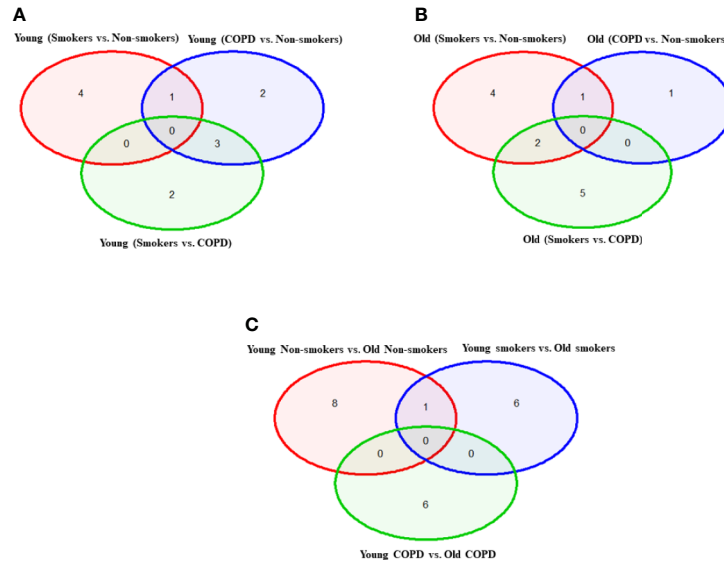 A
Young (Smokers vs. Non-smokers)
Young (COPD vs. Non-smokers)
4
1
2
0
0
3
2
Young (Smokers vs. COPD)
B
Old (Smokers vs. Non-smokers)
Old (COPD vs. Non-smokers)
4
1
1
0
2
0
5
Old (Smokers vs. COPD)
C
Young Non-smokers vs. Old Non-smokers
Young smokers vs. Old smokers
8
1
6
0
0
0
6
Young COPD vs. Old COPD